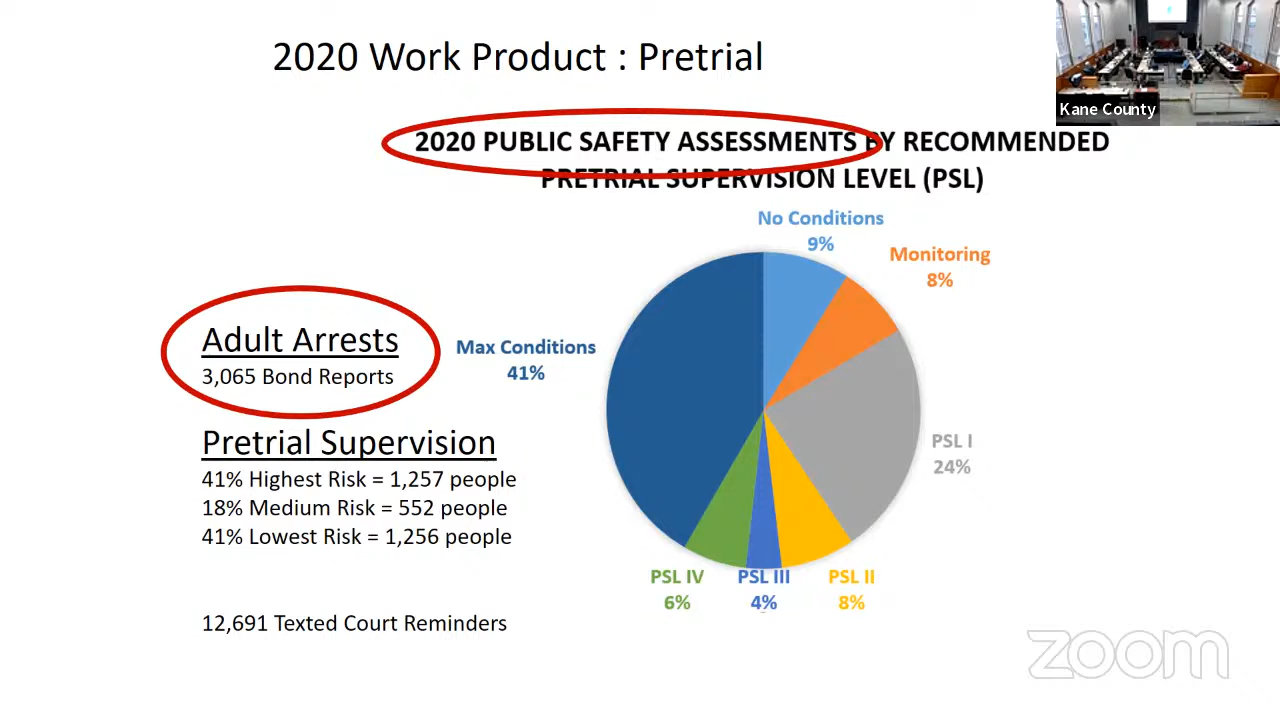 2020 Work Product : Pretrial
Kane County
2020 PUBLIC SAFETY ASSESSMENTS BY RECOMMENDED
PRETRIAL SUPERVISION LEVEL (PSL)
No Conditions
9%
Monitoring
8%
Adult Arrests
3,065 Bond Reports
Max Conditions
41%
Pretrial Supervision
41% Highest Risk = 1,257 people
18% Medium Risk = 552 people
41% Lowest Risk = 1,256 people
PSL I
24%
PSL IV
6%
PSL III
4%
PSL II
8%
12,691 Texted Court Reminders
zoom